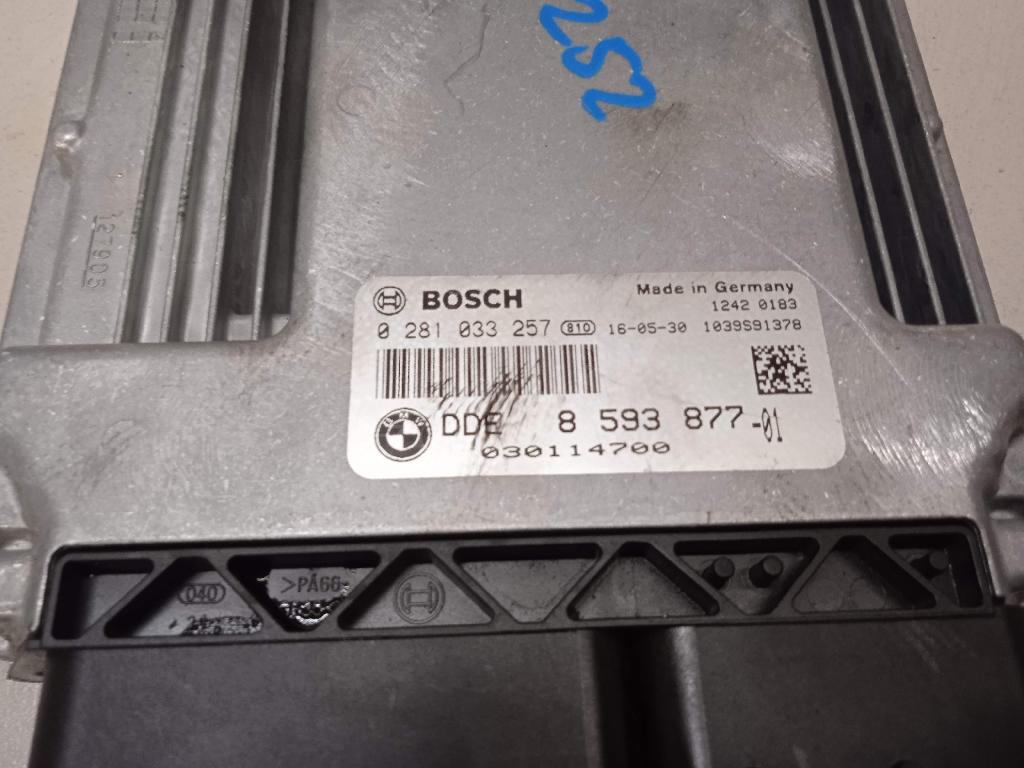 252
127905
BOSCH
Made in Germany
1242 0183
0 281 033 257 810 16-05-30 1039S91378
DDE 8 593 877-01
030114700
040
>PA66